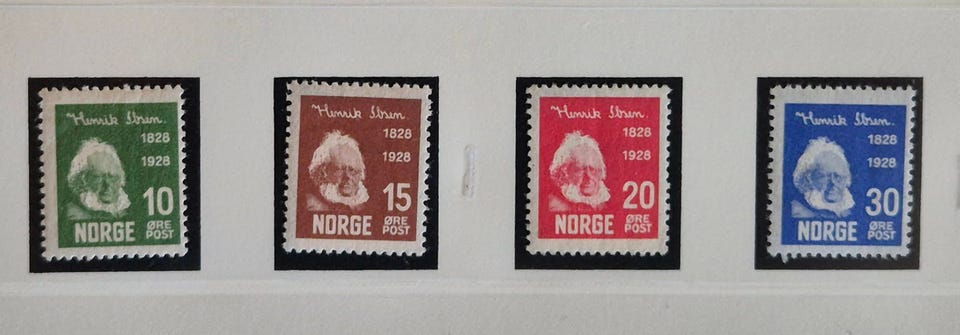 Henrik Ibsen.
1828
1928
10
NORGE ØRE
POST
Henrik Ibsen.
1828
1928
15
NORGE ØRE
POST
Henrik Ibsen.
1828
1928
20
NORGE ØRE
POST
Henrik Ibsen.
1828
1928
30
NORGE ØRE
POST